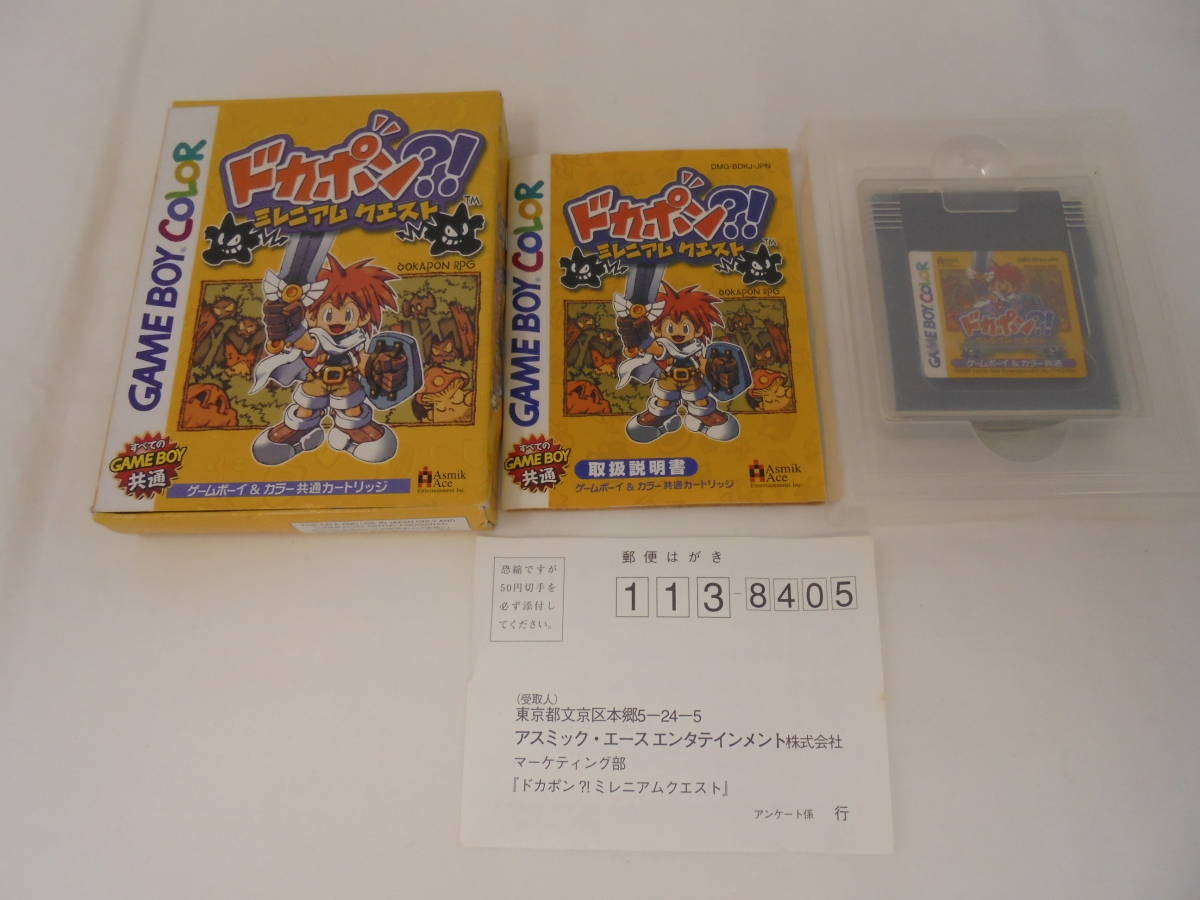 GAME BOY COLOR
ドカポン?!
ミレニアム クエスト
TM
DOKAPON RPG
すべての
GAME BOY
共通
ゲームボーイ & カラー共通カートリッジ
Asmik
Ace
Entertainment Inc.
DMG-BDKJ-JPN
GAME BOY COLOR
ドカポン?!
ミレニアム クエスト
TM
DOKAPON RPG
すべての
GAME BOY
共通
取扱説明書
ゲームボーイ & カラー共通カートリッジ
Asmik
Ace
Entertainment Inc.
GAME BOY COLOR
ドカポン?!
ゲームボーイ & カラー共通
郵便はがき
恐縮ですが
50円切手を
必ず添付し
てください。
113-8405
(受取人)
東京都文京区本郷5-24-5
アスミック・エース エンタテインメント株式会社
マーケティング部
『ドカポン?! ミレニアムクエスト』
アンケート係 行